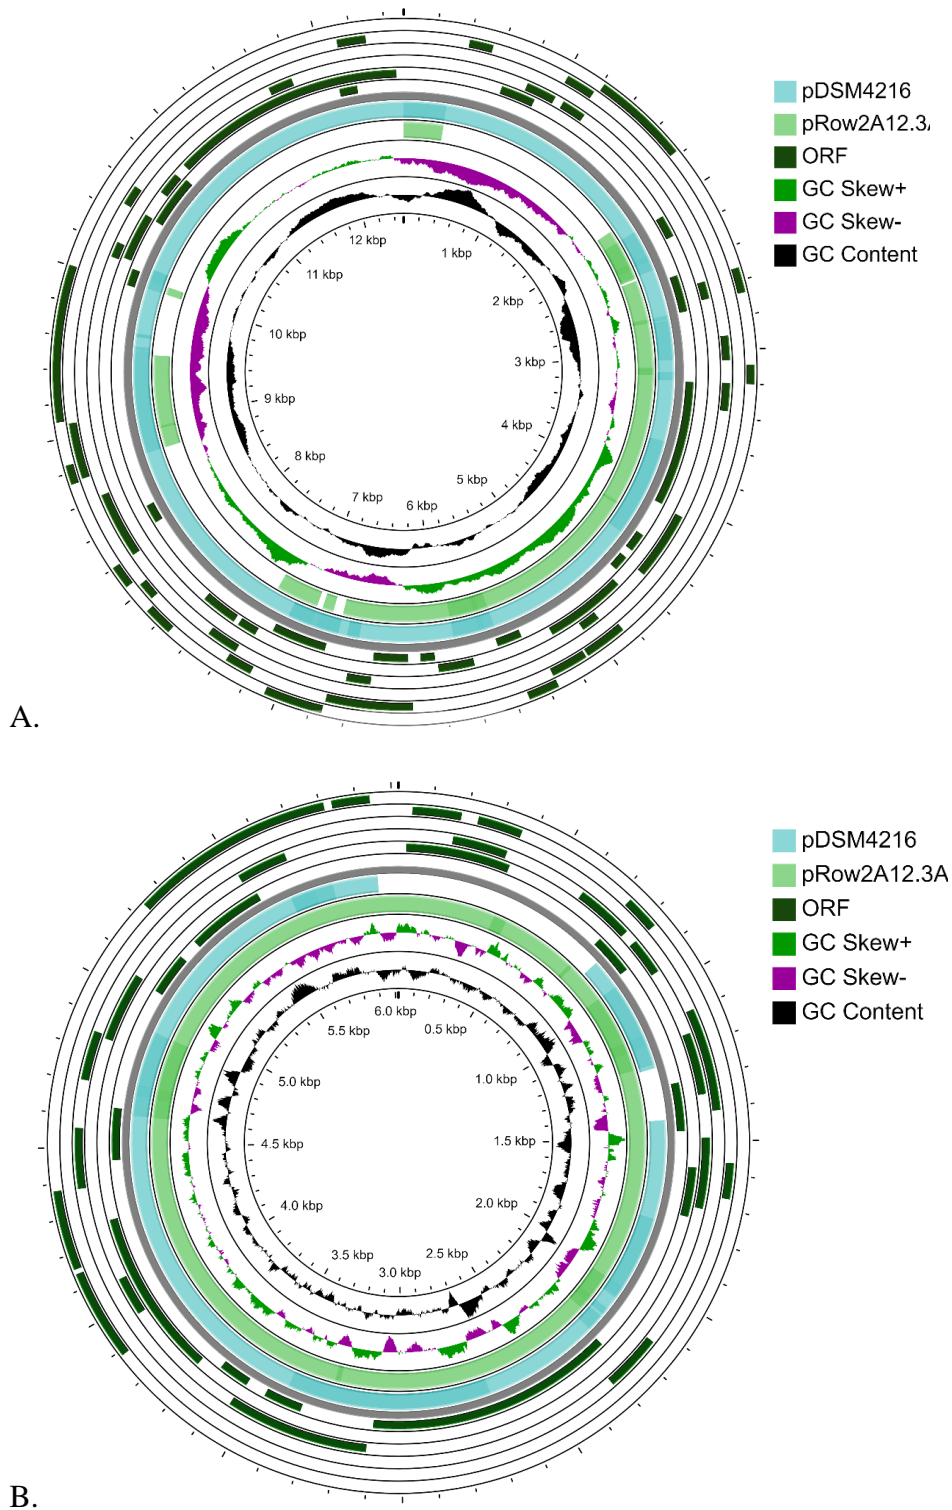 pDSM4216
pRow2A12.3
ORF
GC Skew+
GC Skew-
GC Content
12 kbp
1 kbp
11 kbp
2 kbp
10 kbp
3 kbp
9 kbp
4 kbp
8 kbp
5 kbp
7 kbp
6 kbp
A.
pDSM4216
pRow2A12.3A
ORF
GC Skew+
GC Skew-
GC Content
6.0 kbp
5.5 kbp
0.5 kbp
5.0 kbp
1.0 kbp
4.5 kbp
1.5 kbp
4.0 kbp
2.0 kbp
3.5 kbp
2.5 kbp
3.0 kbp
B.